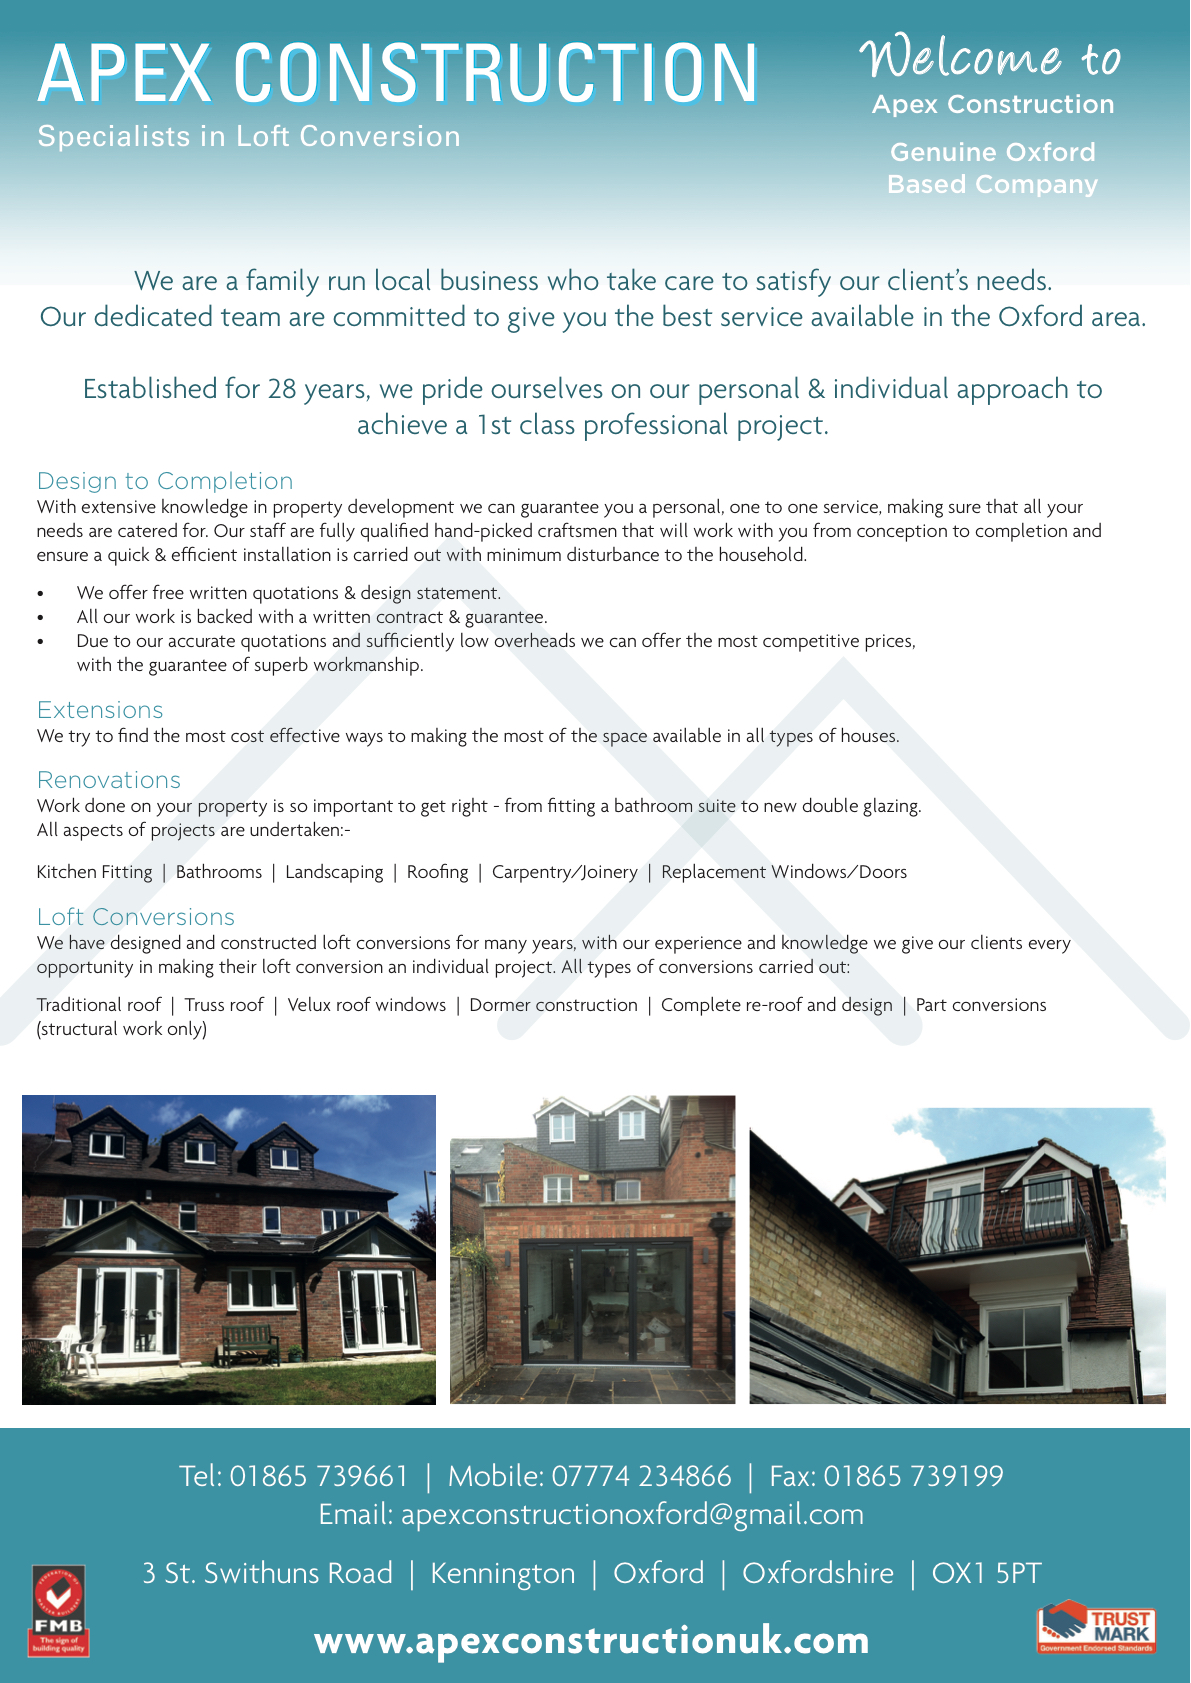 APEX CONSTRUCTION
Specialists in Loft Conversion
Welcome to
Apex Construction
Genuine Oxford
Based Company
We are a family run local business who take care to satisfy our client’s needs.
Our dedicated team are committed to give you the best service available in the Oxford area.
Established for 28 years, we pride ourselves on our personal & individual approach to
achieve a 1st class professional project.
Design to Completion
With extensive knowledge in property development we can guarantee you a personal, one to one service, making sure that all your
needs are catered for. Our staff are fully qualified hand-picked craftsmen that will work with you from conception to completion and
ensure a quick & efficient installation is carried out with minimum disturbance to the household.
• We offer free written quotations & design statement.
• All our work is backed with a written contract & guarantee.
• Due to our accurate quotations and sufficiently low overheads we can offer the most competitive prices,
with the guarantee of superb workmanship.
Extensions
We try to find the most cost effective ways to making the most of the space available in all types of houses.
Renovations
Work done on your property is so important to get right - from fitting a bathroom suite to new double glazing.
All aspects of projects are undertaken:-
Kitchen Fitting | Bathrooms | Landscaping | Roofing | Carpentry/Joinery | Replacement Windows/Doors
Loft Conversions
We have designed and constructed loft conversions for many years, with our experience and knowledge we give our clients every
opportunity in making their loft conversion an individual project. All types of conversions carried out:
Traditional roof | Truss roof | Velux roof windows | Dormer construction | Complete re-roof and design | Part conversions
(structural work only)
Tel: 01865 739661 | Mobile: 07774 234866 | Fax: 01865 739199
Email: apexconstructionoxford@gmail.com
3 St. Swithuns Road | Kennington | Oxford | Oxfordshire | OX1 5PT
www.apexconstructionuk.com
FEDERATION OF
MASTER BUILDERS
FMB
The sign of
building quality
TRUST
MARK
Government Endorsed Standards